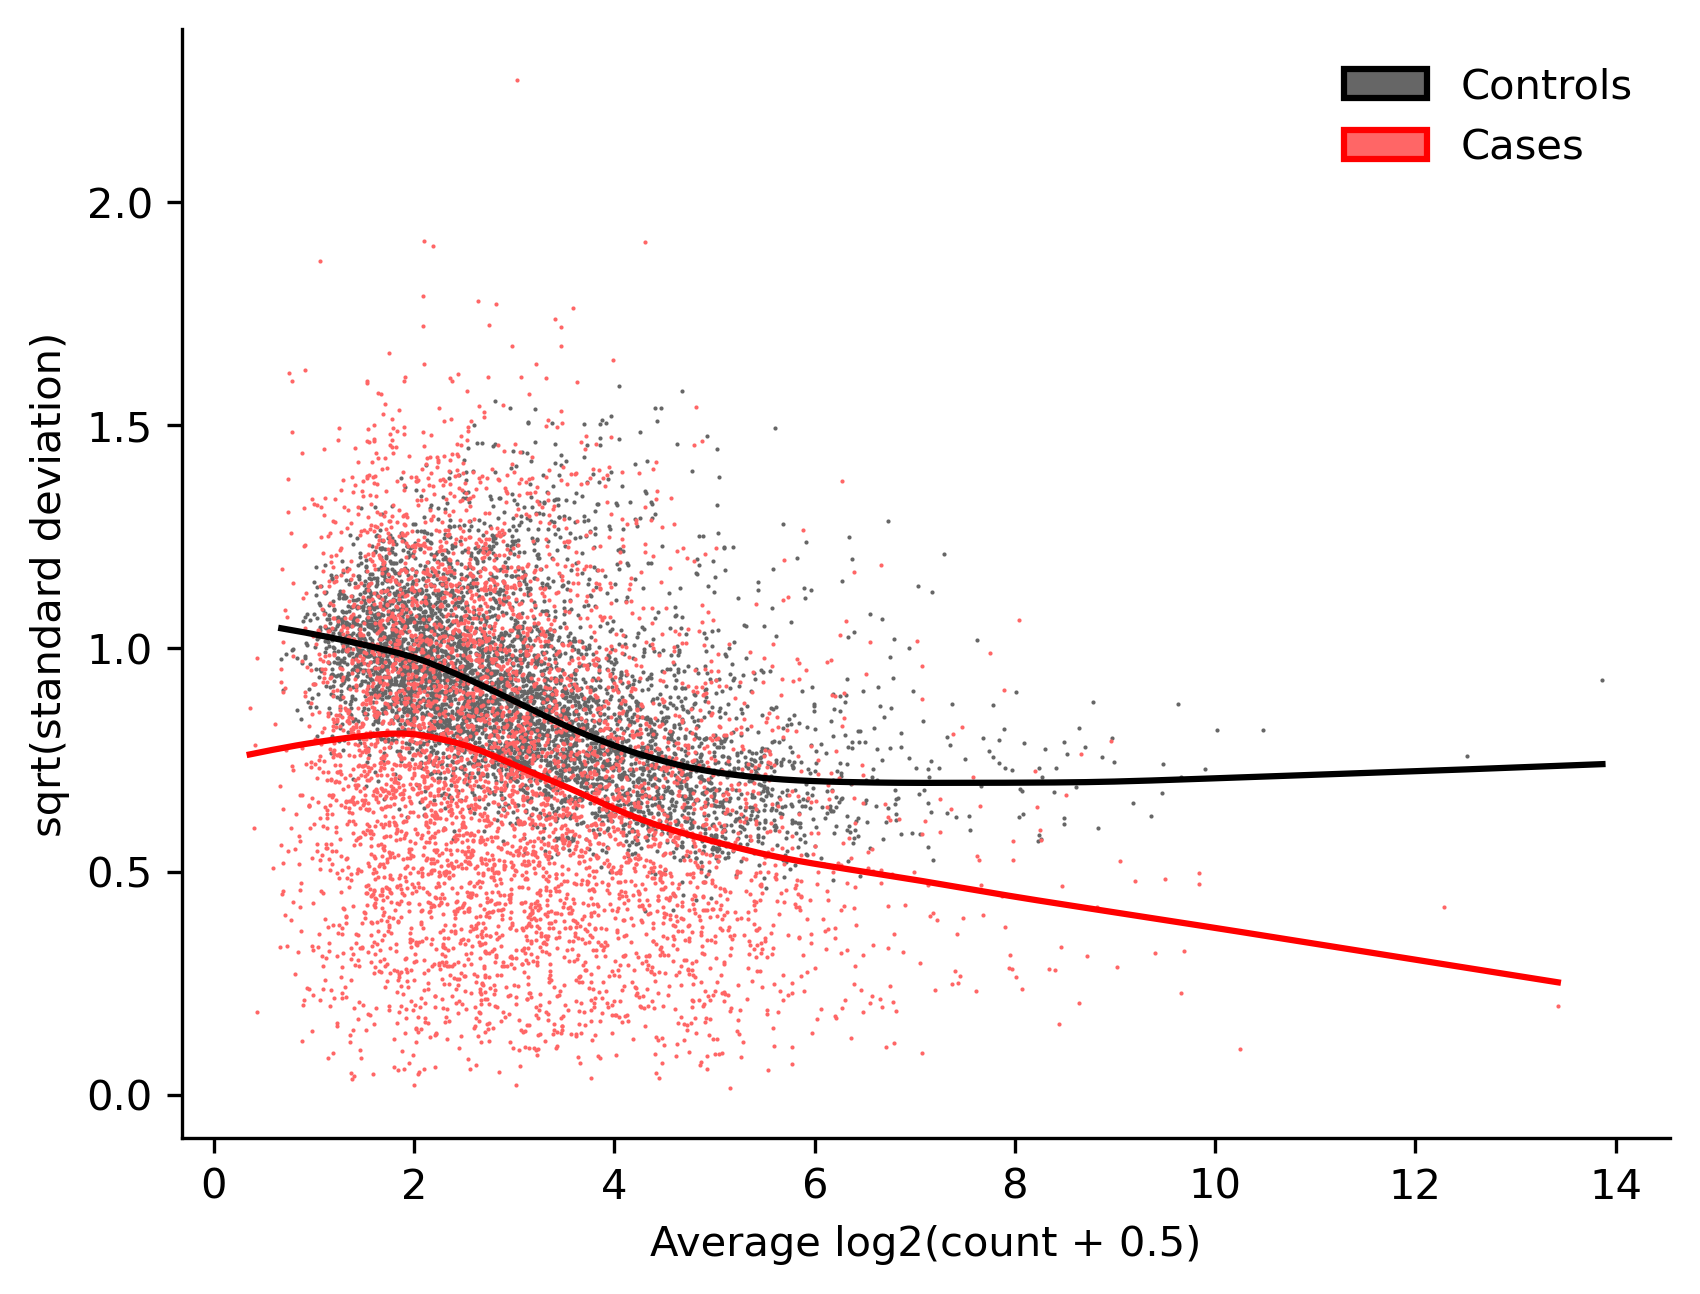 Controls
Cases
sqrt(standard deviation)
2.0
1.5
1.0
0.5
0.0
0 2 4 6 8 10 12 14
Average log2(count + 0.5)